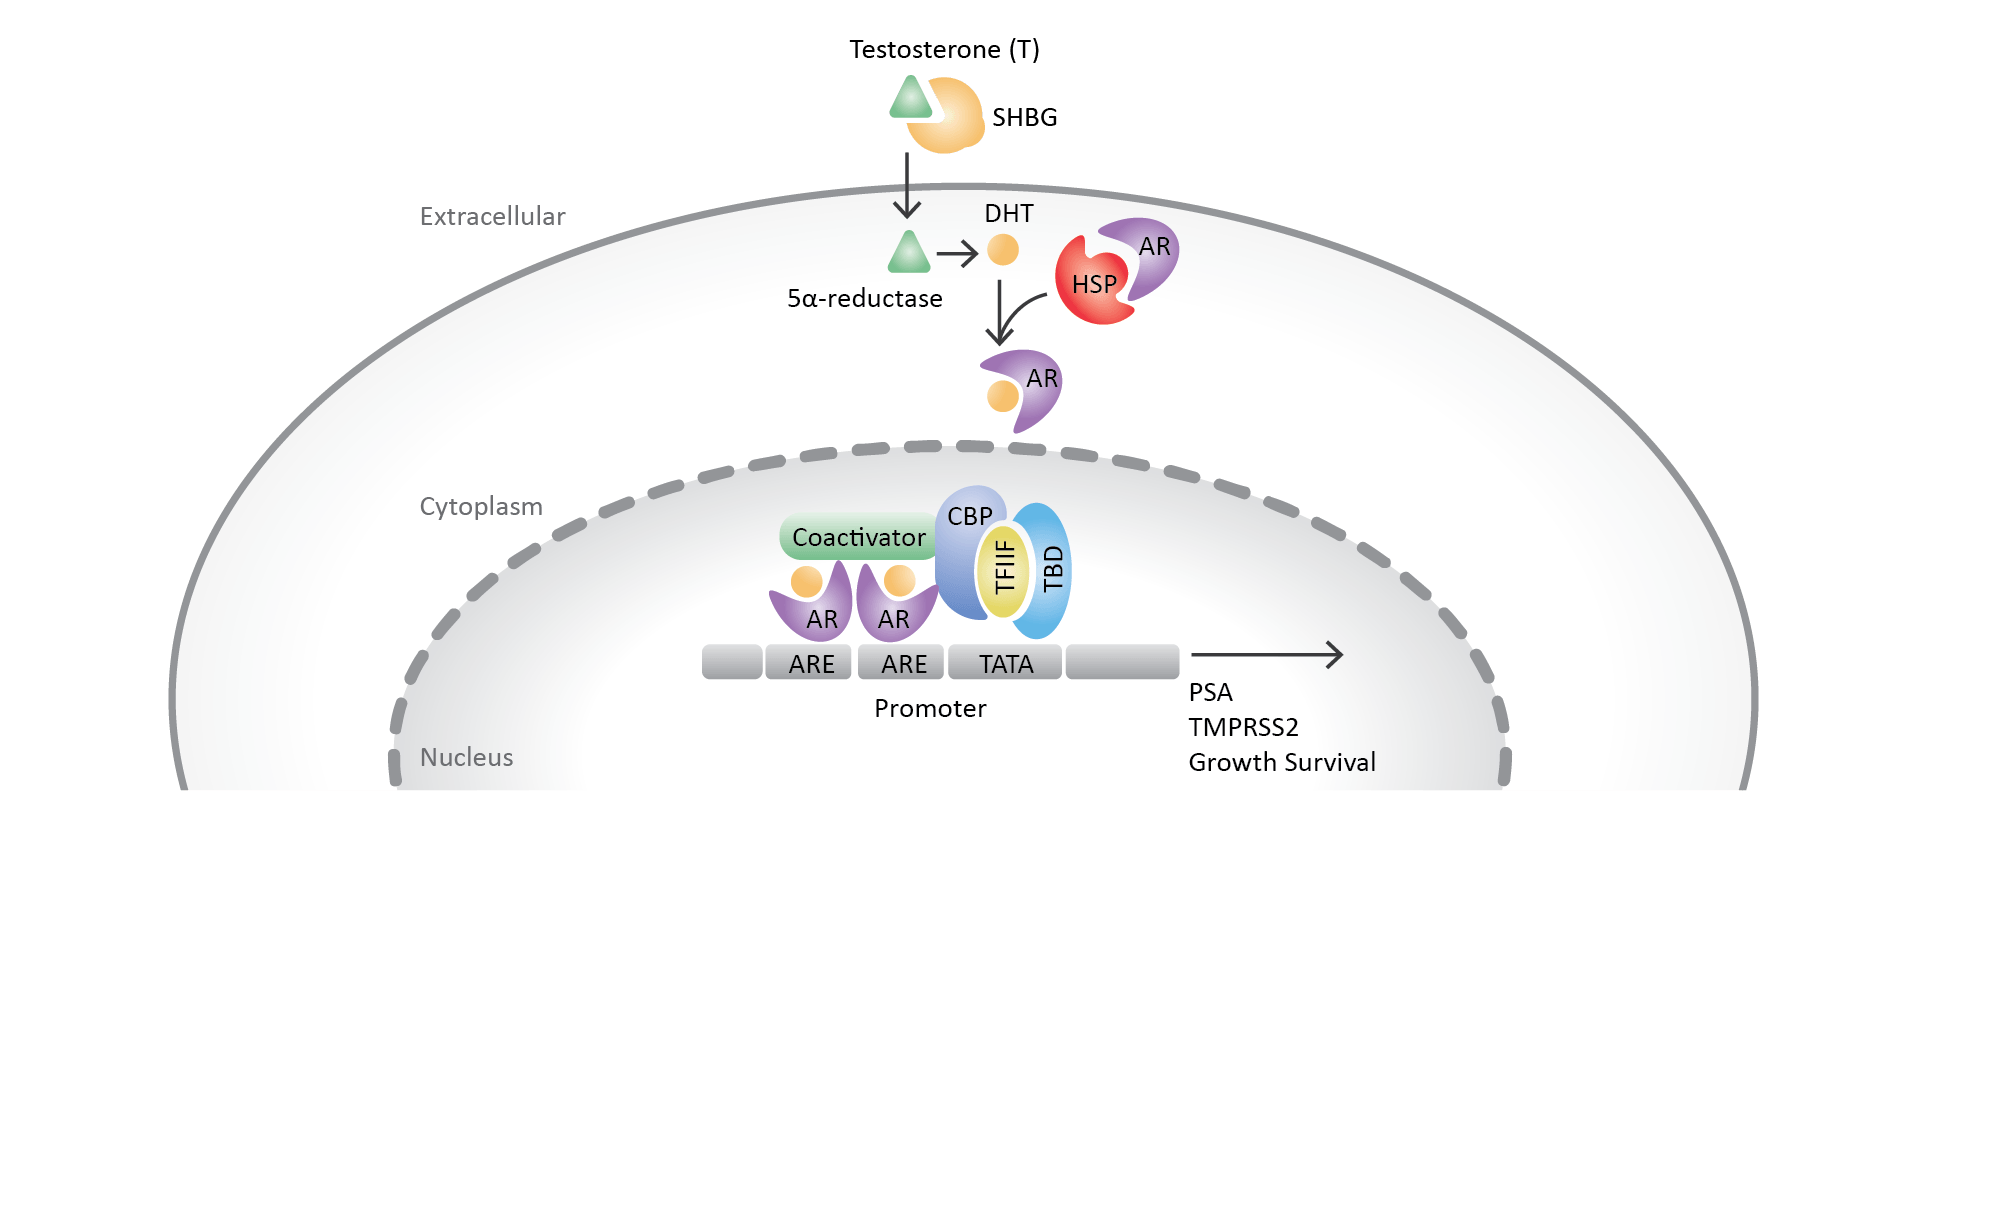 Testosterone (T)
SHBG
Extracellular
DHT
AR
HSP
5α-reductase
AR
Cytoplasm
CBP
Coactivator
TFIIF
TBD
AR
AR
ARE
ARE
TATA
Promoter
PSA
TMPRSS2
Growth Survival
Nucleus